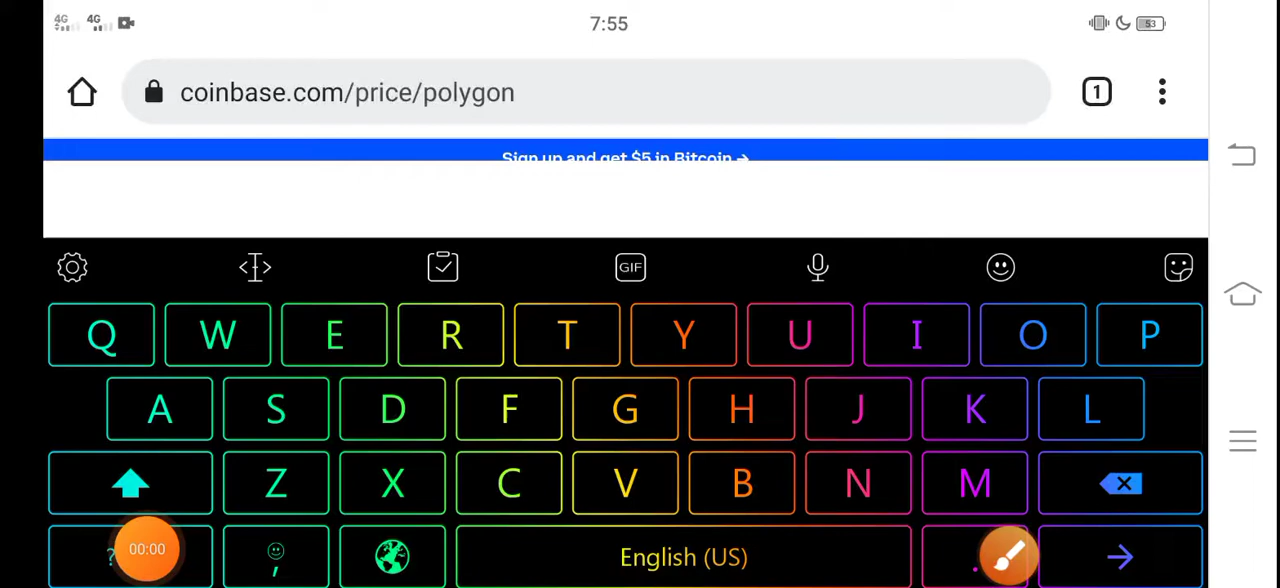 4G 4G 7:55 53
coinbase.com/price/polygon 1
Sign up and get $5 in Bitcoin →
GIF
Q W E R T Y U I O P
A S D F G H J K L
Z X C V B N M
00:00 ? , English (US) .